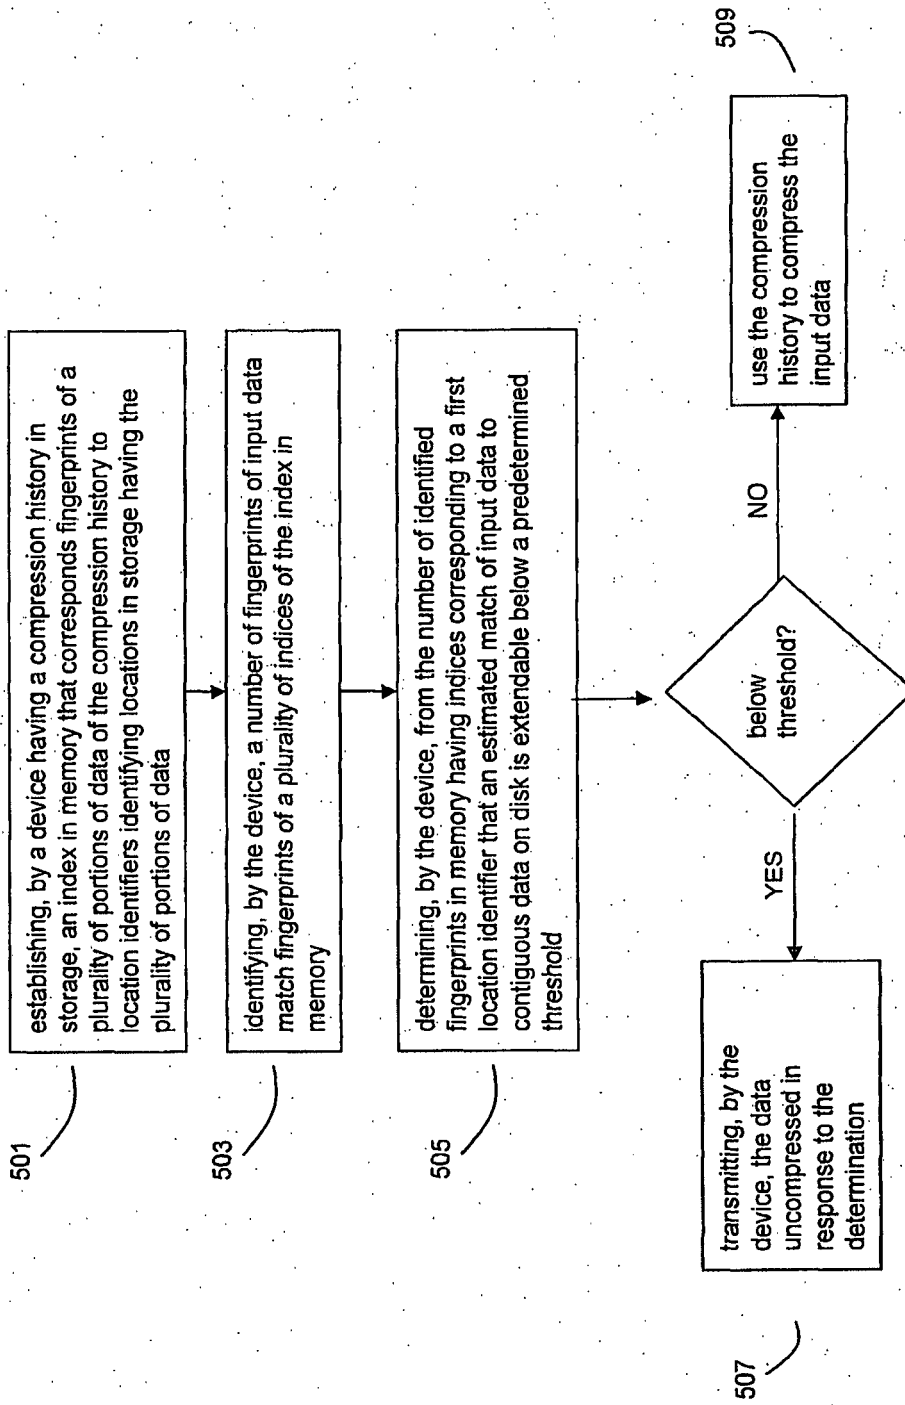 501
establishing, by a device having a compression history in
storage, an index in memory that corresponds fingerprints of a
plurality of portions of data of the compression history to
location identifiers identifying locations in storage having the
plurality of portions of data
503
identifying, by the device, a number of fingerprints of input data
match fingerprints of a plurality of indices of the index in
memory
505
determining, by the device, from the number of identified
fingerprints in memory having indices corresponding to a first
location identifier that an estimated match of input data to
contiguous data on disk is extendable below a predetermined
threshold
below
threshold?
YES
NO
507
transmitting, by the
device, the data
uncompressed in
response to the
determination
509
use the compression
history to compress the
input data